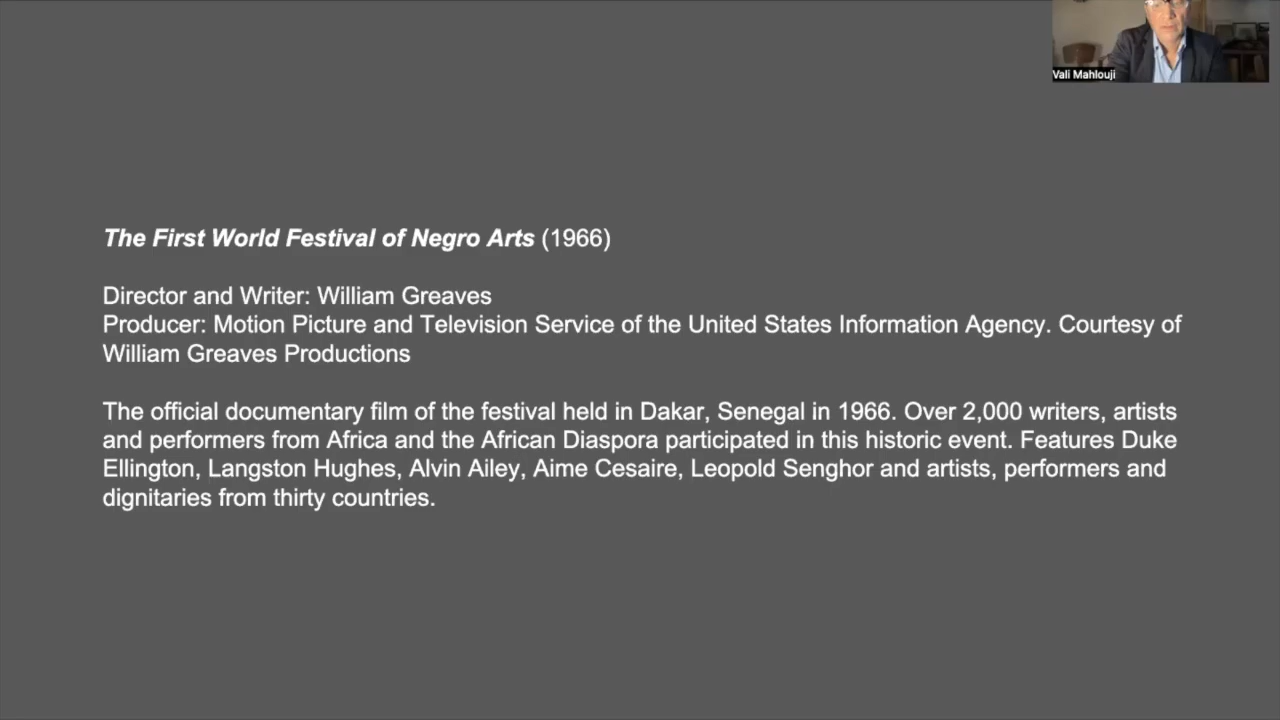 Vali Mahlouji
The First World Festival of Negro Arts (1966)
Director and Writer: William Greaves
Producer: Motion Picture and Television Service of the United States Information Agency. Courtesy of
William Greaves Productions
The official documentary film of the festival held in Dakar, Senegal in 1966. Over 2,000 writers, artists
and performers from Africa and the African Diaspora participated in this historic event. Features Duke
Ellington, Langston Hughes, Alvin Ailey, Aime Cesaire, Leopold Senghor and artists, performers and
dignitaries from thirty countries.